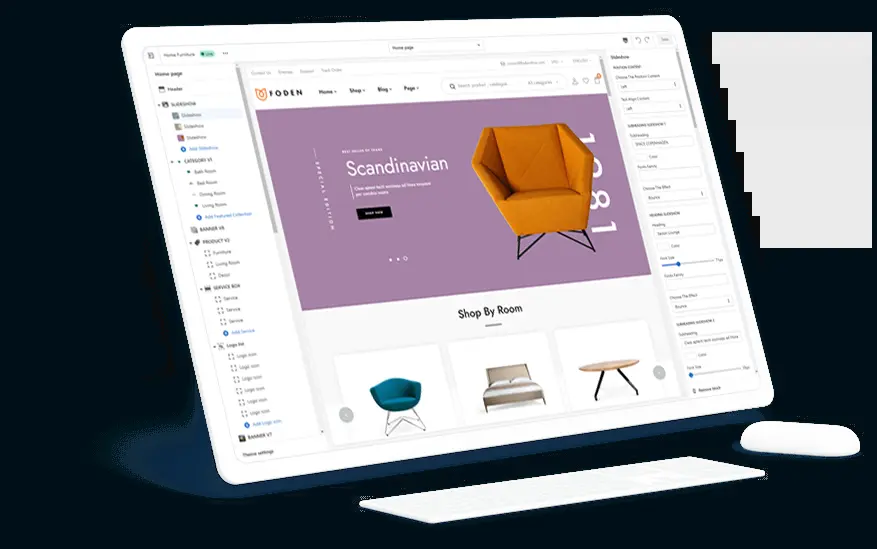 Home Furniture Live
Home page
Save
Home page
Header
SLIDESHOW
Slideshow
Slideshow
Slideshow
Add Slideshow
CATEGORY V1
Bath Room
Bed Room
Dining Room
Living Room
Add Featured Collection
BANNER V8
PRODUCT V2
Furniture
Living Room
Decor
SERVICE BOX
Service
Service
Service
Add Service
Logo list
Logo icon
Logo icon
Logo icon
Logo icon
Logo icon
Logo icon
Add Logo icon
BANNER V7
Theme settings
Contact Us Sitemap Support Track Order
FODEN
Home Shop Blog Page
Search product , catalogue
All categories
SPECIAL EDITION
Scandinavian
SHOP NOW
1981
Shop By Room
Slideshow
POSITION CONTENT
Choose The Position Content
Left
Text Align Content
Left
SUBHEADING SLIDESHOW 1
Subheading
Color
Fonts Family
Choose The Effect
Bounce
HEADING SLIDESHOW
Heading
Color
Font Size
Fonts Family
Choose The Effect
Bounce
SUBHEADING SLIDESHOW 2
Subheading
Color
Font Size
Remove block